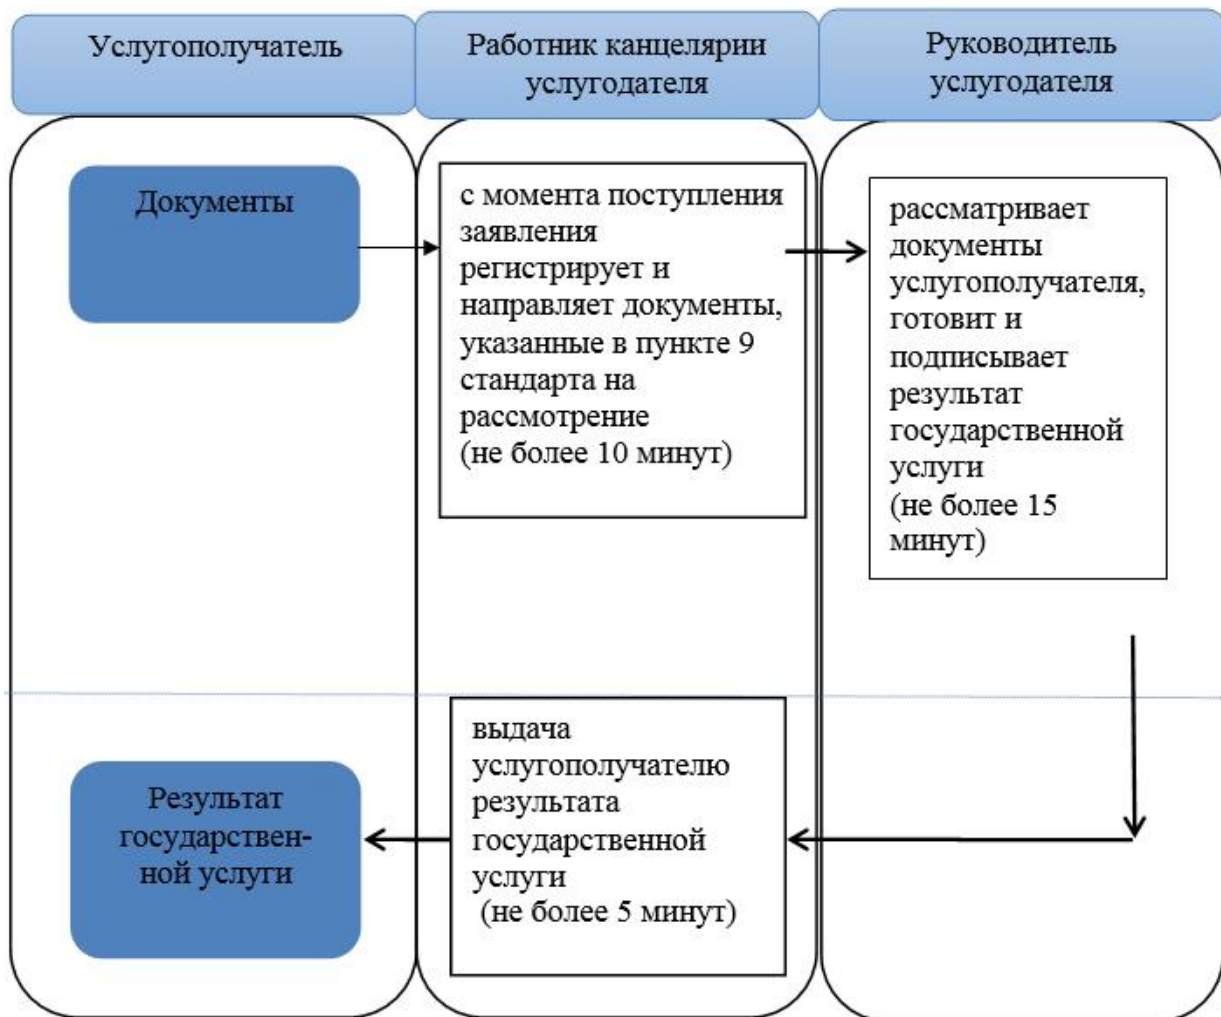 Услугополучатель
Работник канцелярии
услугодателя
Руководитель
услугодателя
Документы
с момента поступления
заявления
регистрирует и
направляет документы,
указанные в пункте 9
стандарта на
рассмотрение
(не более 10 минут)
рассматривает
документы
услугополучателя,
готовит и
подписывает
результат
государственной
услуги
(не более 15
минут)
Результат
государствен-
ной услуги
выдача
услугополучателю
результата
государственной
услуги
(не более 5 минут)